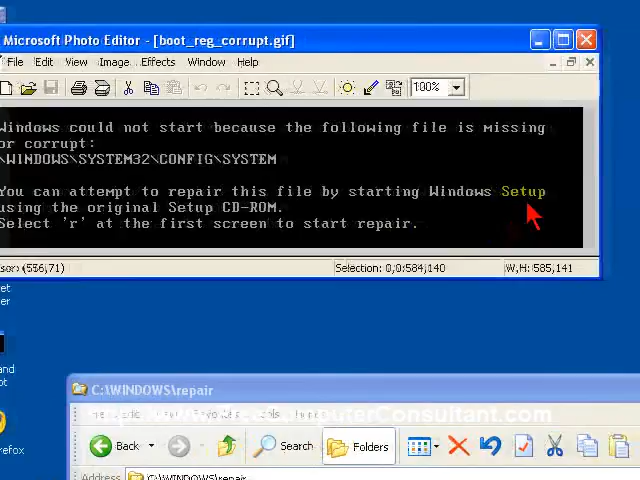 Microsoft Photo Editor - [boot_reg_corrupt.gif]
File Edit View Image Effects Window Help
100%
Windows could not start because the following file is missing
or corrupt:
\WINDOWS\SYSTEM32\CONFIG\SYSTEM
You can attempt to repair this file by starting Windows Setup
using the original Setup CD-ROM.
Select 'r' at the first screen to start repair.
(556,71) Selection: 0,0:584,140 W,H: 585,141
C:\WINDOWS\repair
ComputerConsultant.com
Back Search Folders
Address C:\WINDOWS\repair